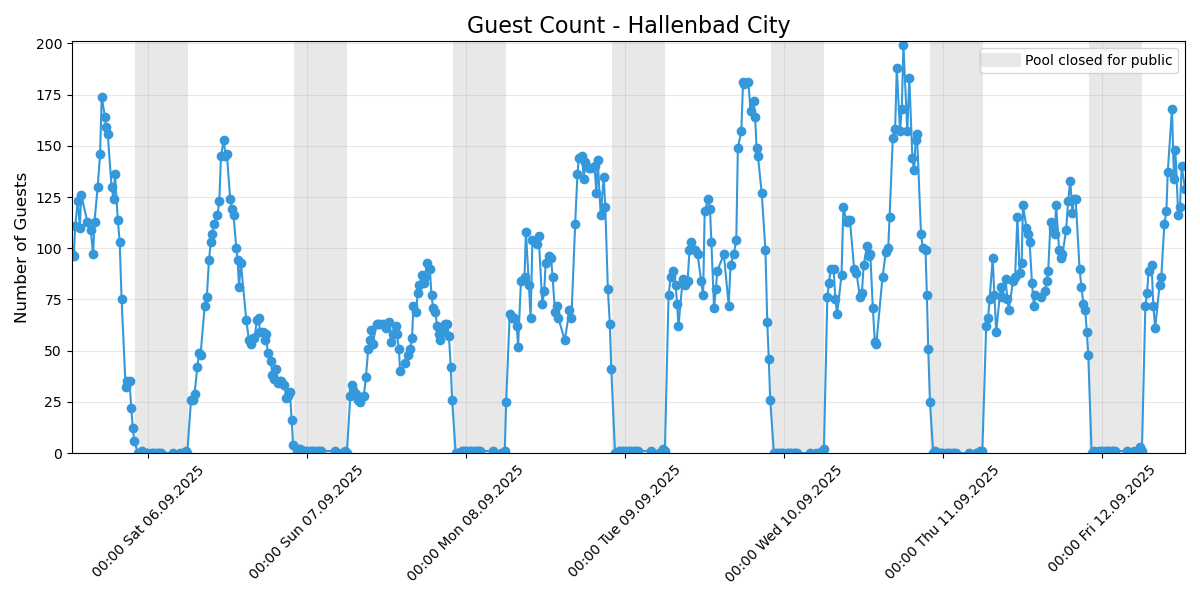 Guest Count - Hallenbad City
Pool closed for public
Number of Guests
200
175
150
125
100
75
50
25
0
00:00 Sat 06.09.2025
00:00 Sun 07.09.2025
00:00 Mon 08.09.2025
00:00 Tue 09.09.2025
00:00 Wed 10.09.2025
00:00 Thu 11.09.2025
00:00 Fri 12.09.2025